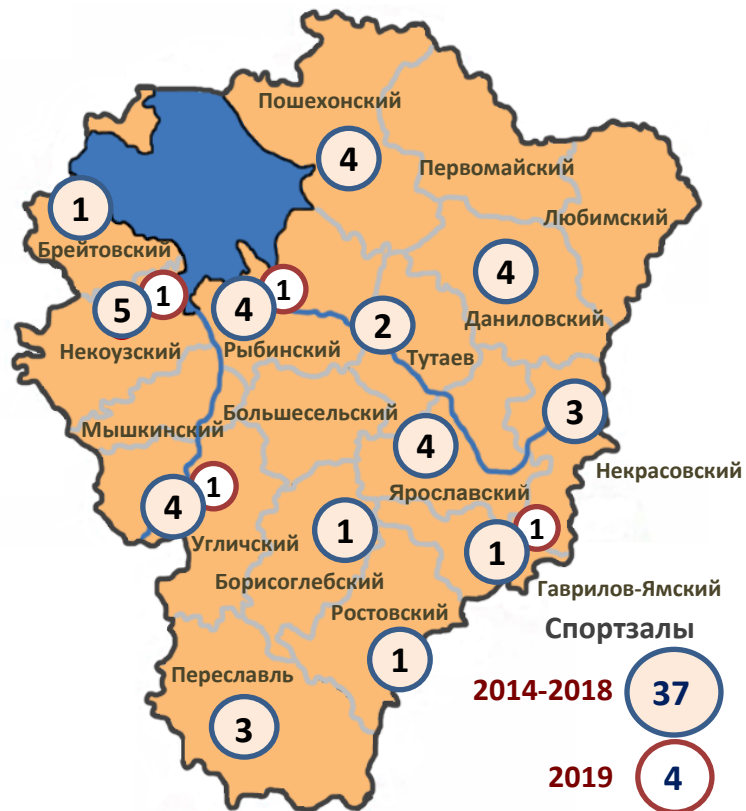 Пошехонский
4
Первомайский
Любимский
1
Брейтовский
4
5
1
4
1
2
Даниловский
Некоузский
Рыбинский
Тутаев
Большесельский
3
Мышкинский
4
Некрасовский
4
1
Ярославский
Угличский
1
1
1
Борисоглебский
Гаврилов-Ямский
Ростовский
Спортзалы
1
Переславль
2014-2018
37
3
2019
4